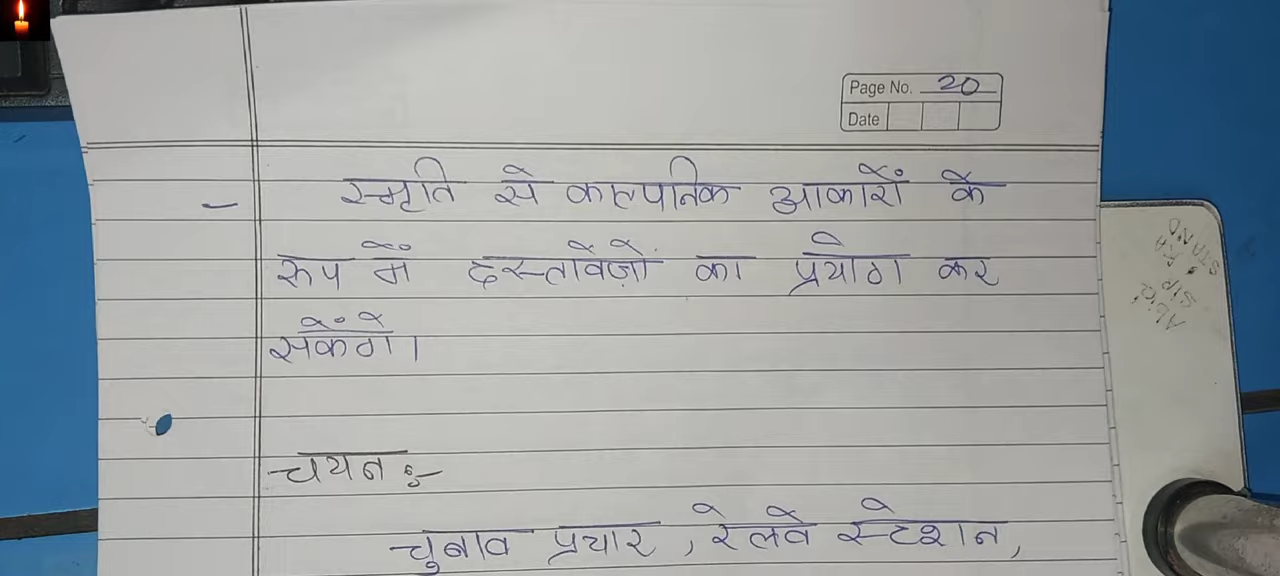 Page No. 20
Date
– स्मृति से काल्पनिक आकारों के
रूप में दस्तावेज़ों का प्रयोग कर
सकेंगे।
चयन :-
चुनाव प्रचार, रेलवे स्टेशन,